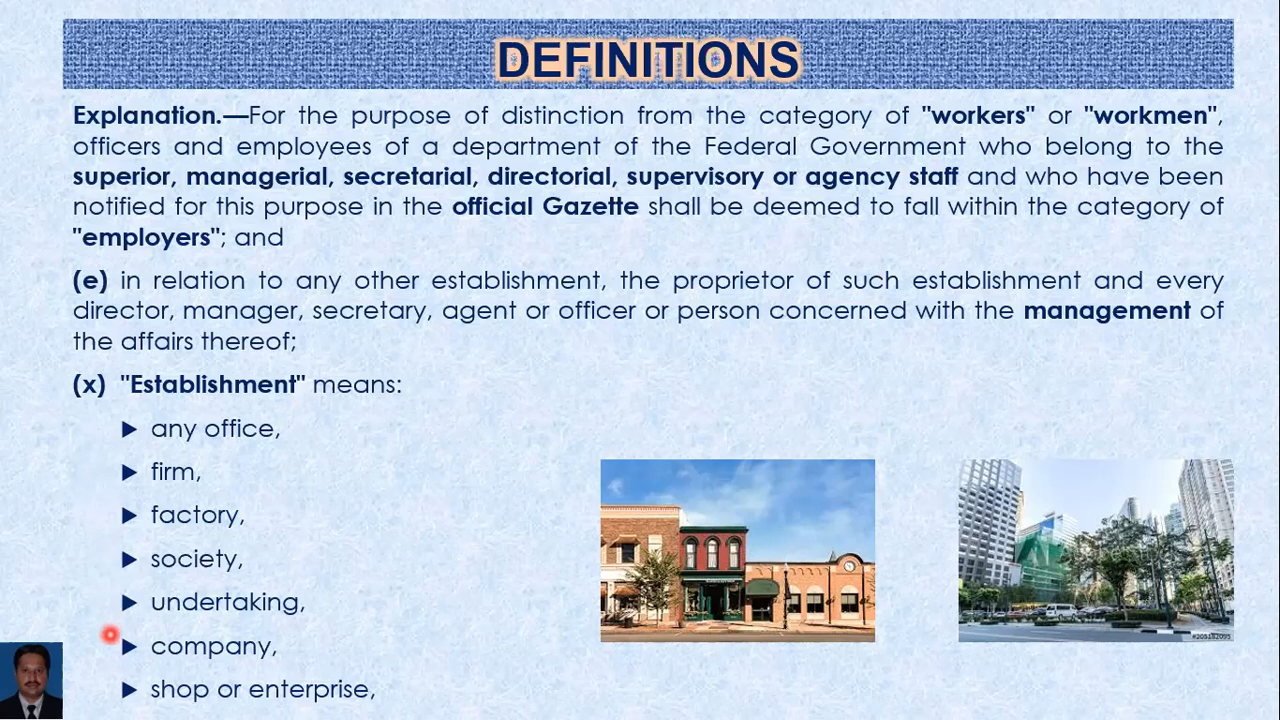 DEFINITIONS
Explanation.—For the purpose of distinction from the category of "workers" or "workmen",
officers and employees of a department of the Federal Government who belong to the
superior, managerial, secretarial, directorial, supervisory or agency staff and who have been
notified for this purpose in the official Gazette shall be deemed to fall within the category of
"employers"; and
(e) in relation to any other establishment, the proprietor of such establishment and every
director, manager, secretary, agent or officer or person concerned with the management of
the affairs thereof;
(x) "Establishment" means:
▶ any office,
▶ firm,
▶ factory,
▶ society,
▶ undertaking,
▶ company,
▶ shop or enterprise,